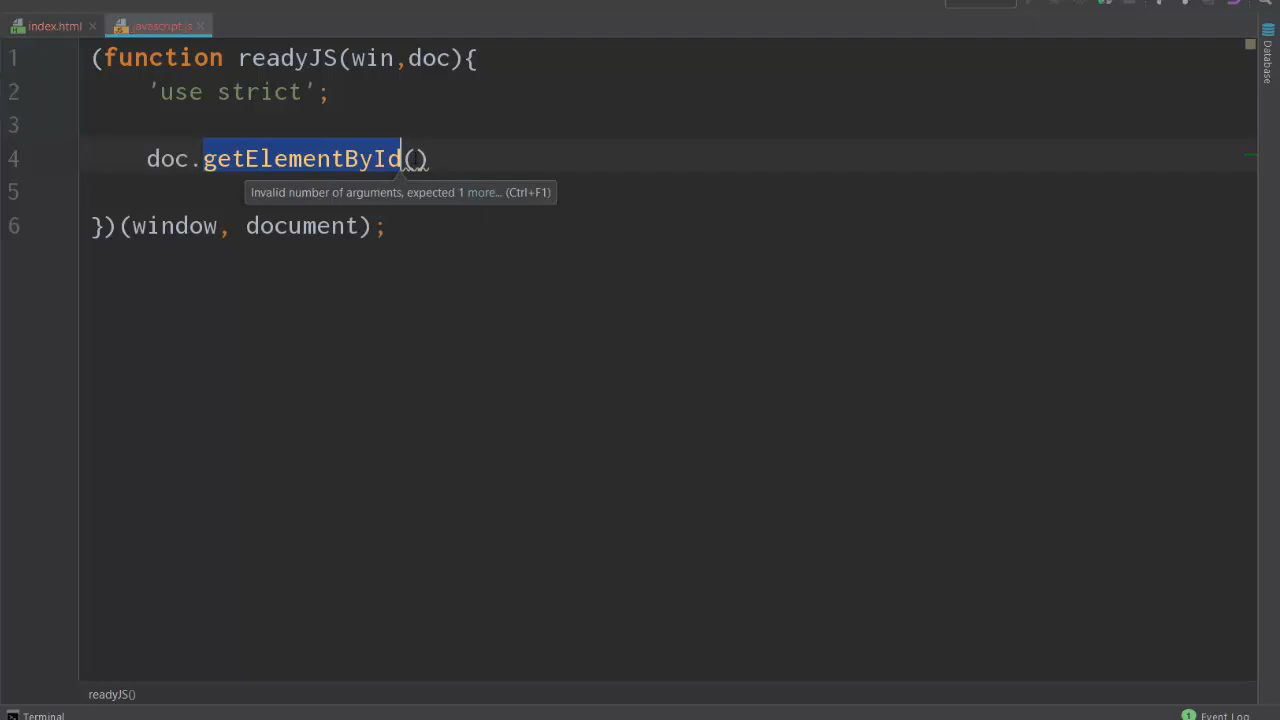 index.html
javascript.js
1 (function readyJS(win,doc){
2 'use strict';
3
4 doc.getElementById()
Invalid number of arguments, expected 1 more... (Ctrl+F1)
5
6 })(window, document);
Database
readyJS()
Terminal
1 Event Log